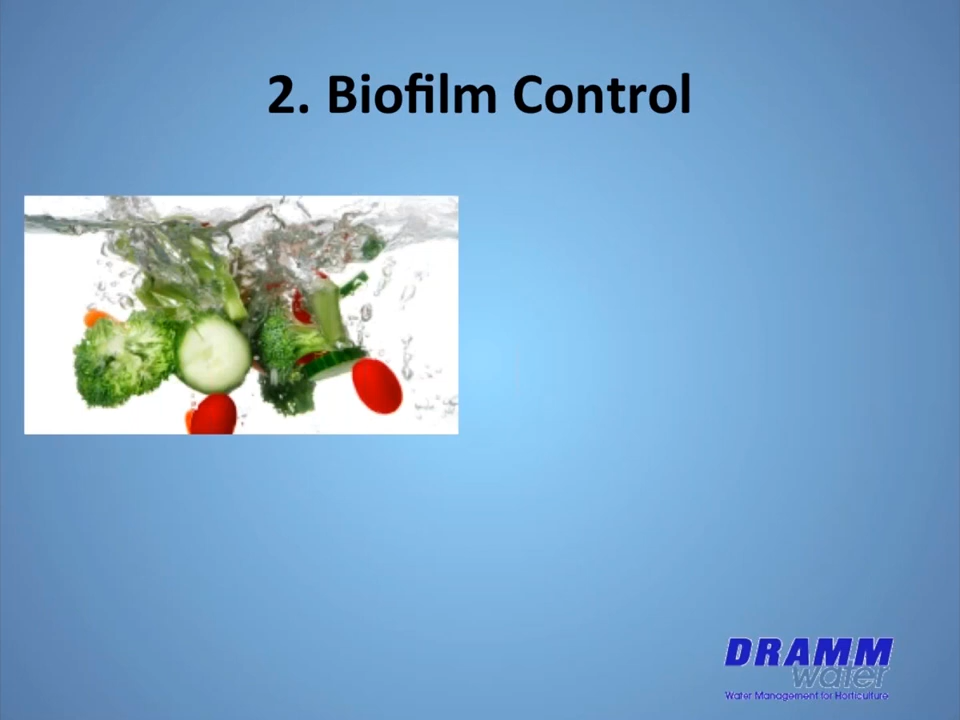 2. Biofilm Control
DRAMM
water
Water Management for Horticulture